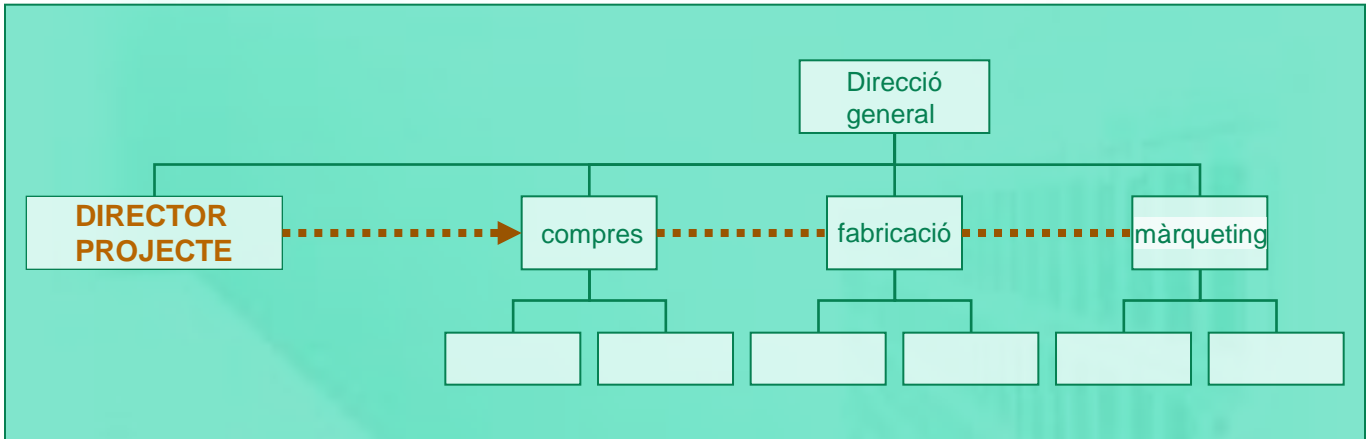 Direcció
general
DIRECTOR
PROJECTE
compres
fabricació
màrqueting